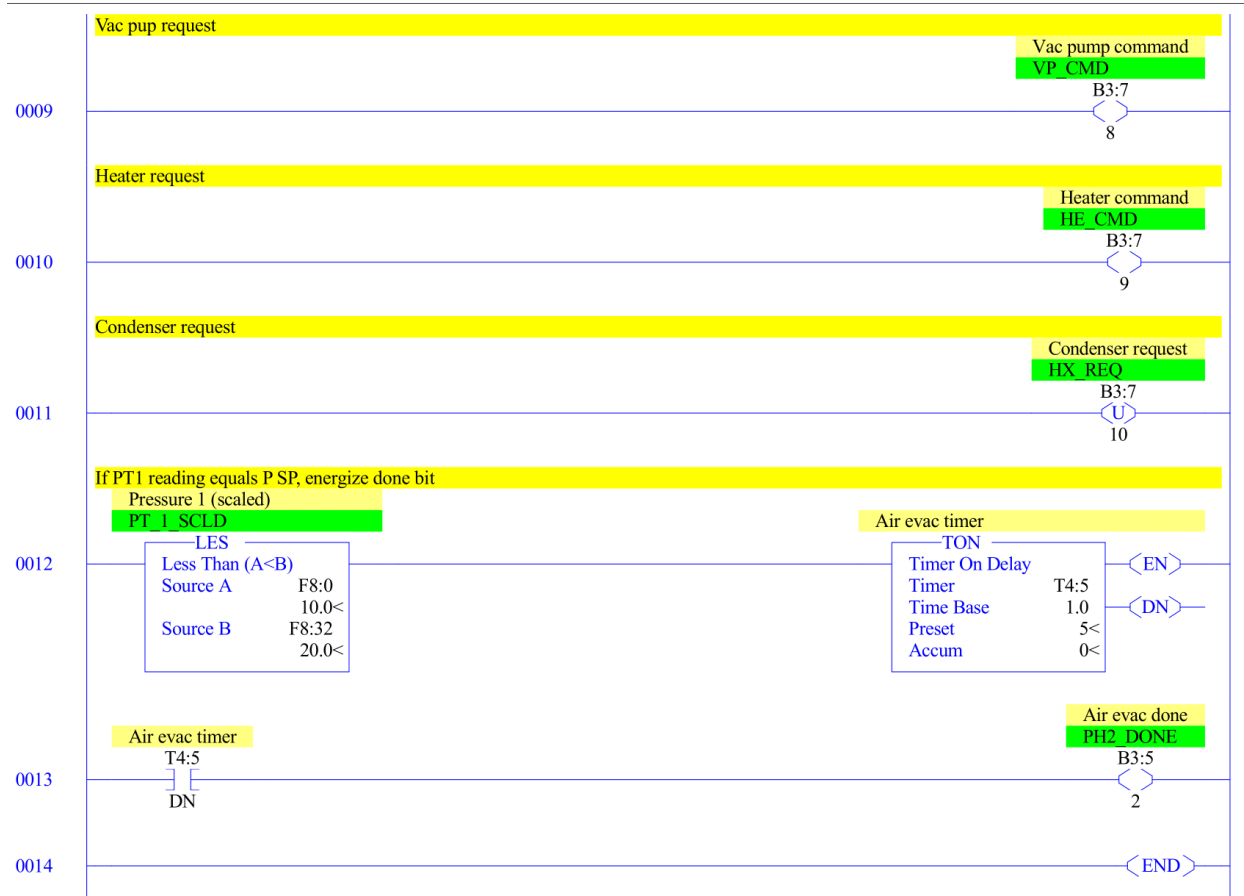 Vac pup request
Vac pump command
VP_CMD
B3:7
0009
8
Heater request
Heater command
HE_CMD
B3:7
0010
9
Condenser request
Condenser request
HX_REQ
B3:7
0011
U
10
If PT1 reading equals P SP, energize done bit
Pressure 1 (scaled)
PT_1_SCLD
Air evac timer
LES
TON
0012
Less Than (A<B)
Timer On Delay
EN
Source A F8:0
Timer T4:5
10.0<
Time Base 1.0
DN
Source B F8:32
Preset 5<
20.0<
Accum 0<
Air evac done
Air evac timer
PH2_DONE
T4:5
B3:5
0013
DN
2
0014
END